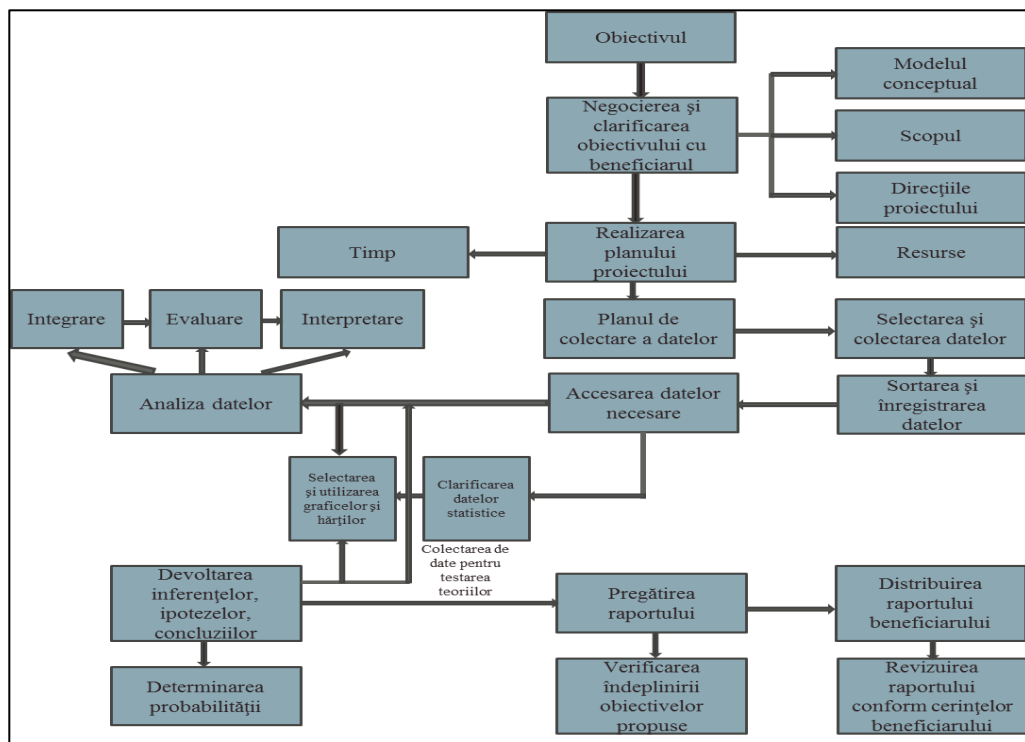 Obiectivul
Modelul
conceptual
Negocierea şi
clarificarea
obiectivului cu
beneficiarul
Scopul
Direcţiile
proiectului
Timp
Realizarea
planului
proiectului
Resurse
Integrare
Evaluare
Interpretare
Planul de
colectare a datelor
Selectarea şi
colectarea datelor
Analiza datelor
Accesarea datelor
necesare
Sortarea şi
înregistrarea
datelor
Selectarea
şi utilizarea
graficelor şi
hărţilor
Clarificarea
datelor
statistice
Colectarea de
date pentru
testarea
teoriilor
Devoltarea
inferenţelor,
ipotezelor,
concluziilor
Pregătirea
raportului
Distribuirea
raportului
beneficiarului
Determinarea
probabilităţii
Verificarea
îndeplinirii
obiectivelor
propuse
Revizuirea
raportului
conform cerinţelor
beneficiarului